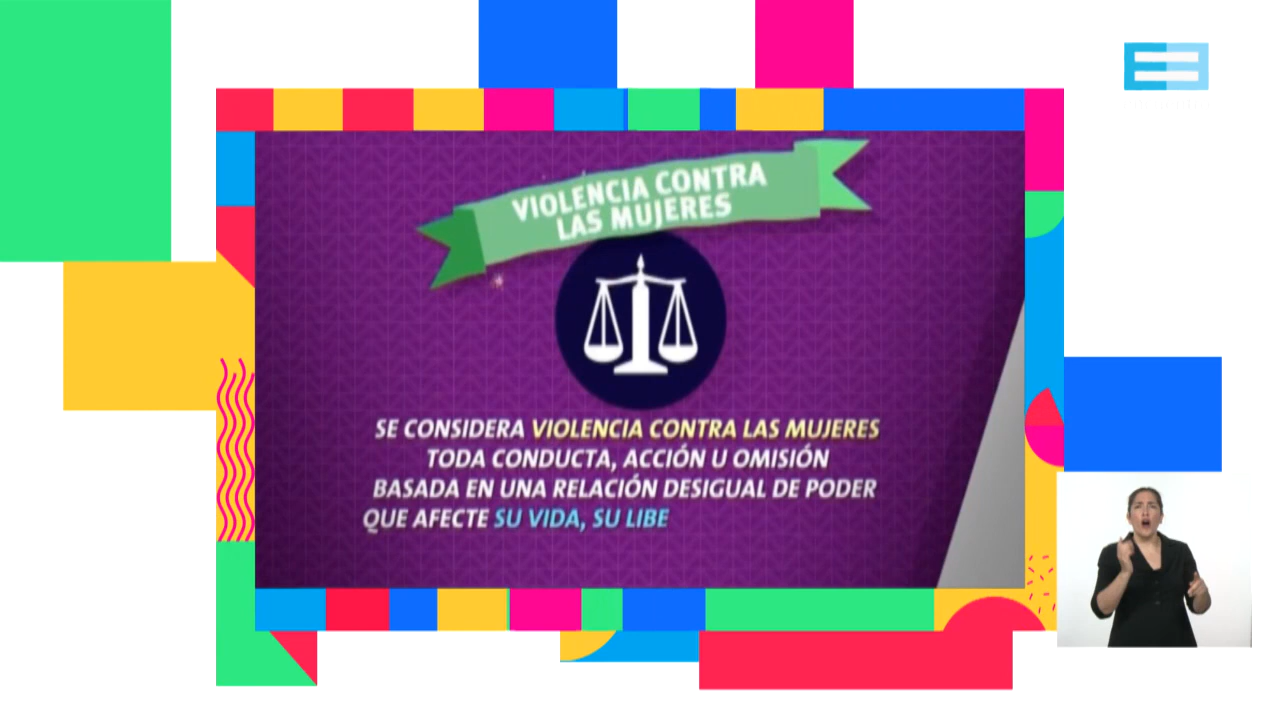 VIOLENCIA CONTRA
LAS MUJERES
SE CONSIDERA VIOLENCIA CONTRA LAS MUJERES
TODA CONDUCTA, ACCIÓN U OMISIÓN
BASADA EN UNA RELACIÓN DESIGUAL DE PODER
QUE AFECTE SU VIDA, SU LIBE